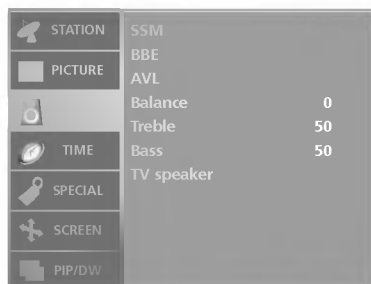 STATION
PICTURE
TIME
SPECIAL
SCREEN
PIP/DW
SSM
BBE
AVL
Balance 0
Treble 50
Bass 50
TV speaker